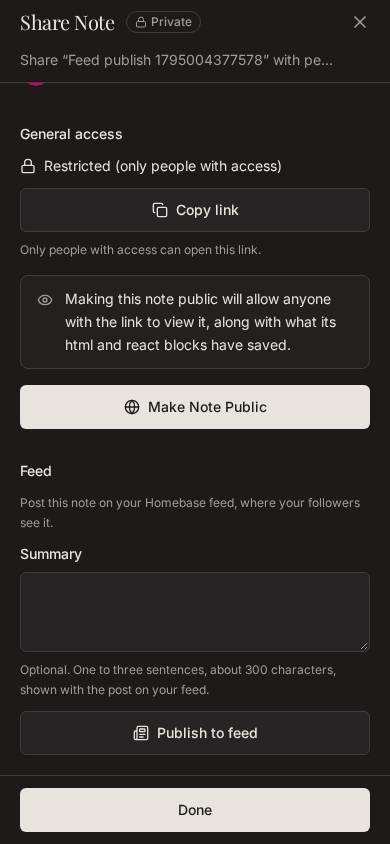 Share Note
Private
Share “Feed publish 1795004377578” with pe…
General access
Restricted (only people with access)
Copy link
Only people with access can open this link.
Making this note public will allow anyone
with the link to view it, along with what its
html and react blocks have saved.
Make Note Public
Feed
Post this note on your Homebase feed, where your followers
see it.
Summary
Optional. One to three sentences, about 300 characters,
shown with the post on your feed.
Publish to feed
Done